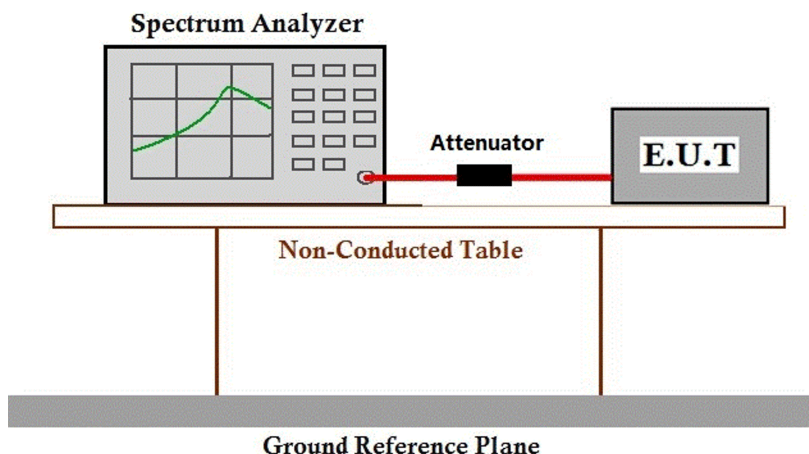 Spectrum Analyzer
Attenuator
E.U.T
Non-Conducted Table
Ground Reference Plane